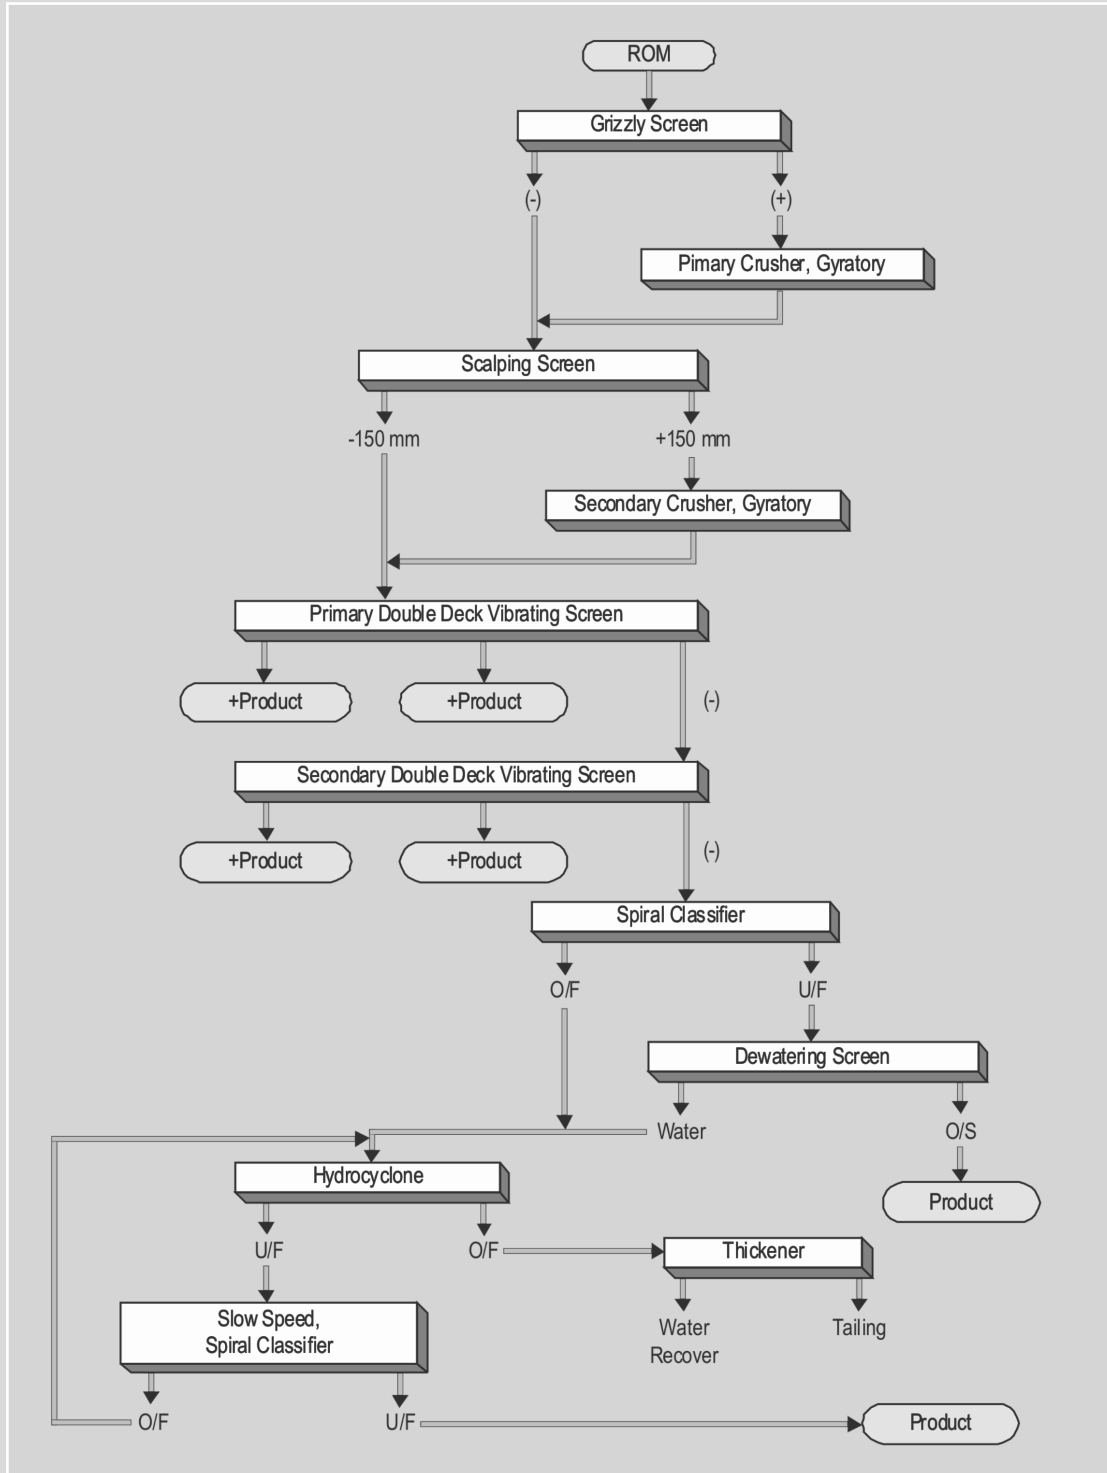 ROM
Grizzly Screen
(-)
(+)
Pimary Crusher, Gyratory
Scalping Screen
-150 mm
+150 mm
Secondary Crusher, Gyratory
Primary Double Deck Vibrating Screen
+Product
+Product
(-)
Secondary Double Deck Vibrating Screen
+Product
+Product
(-)
Spiral Classifier
O/F
U/F
Dewatering Screen
Water
O/S
Hydrocyclone
Product
U/F
O/F
Thickener
Slow Speed,
Spiral Classifier
Water
Recover
Tailing
O/F
U/F
Product